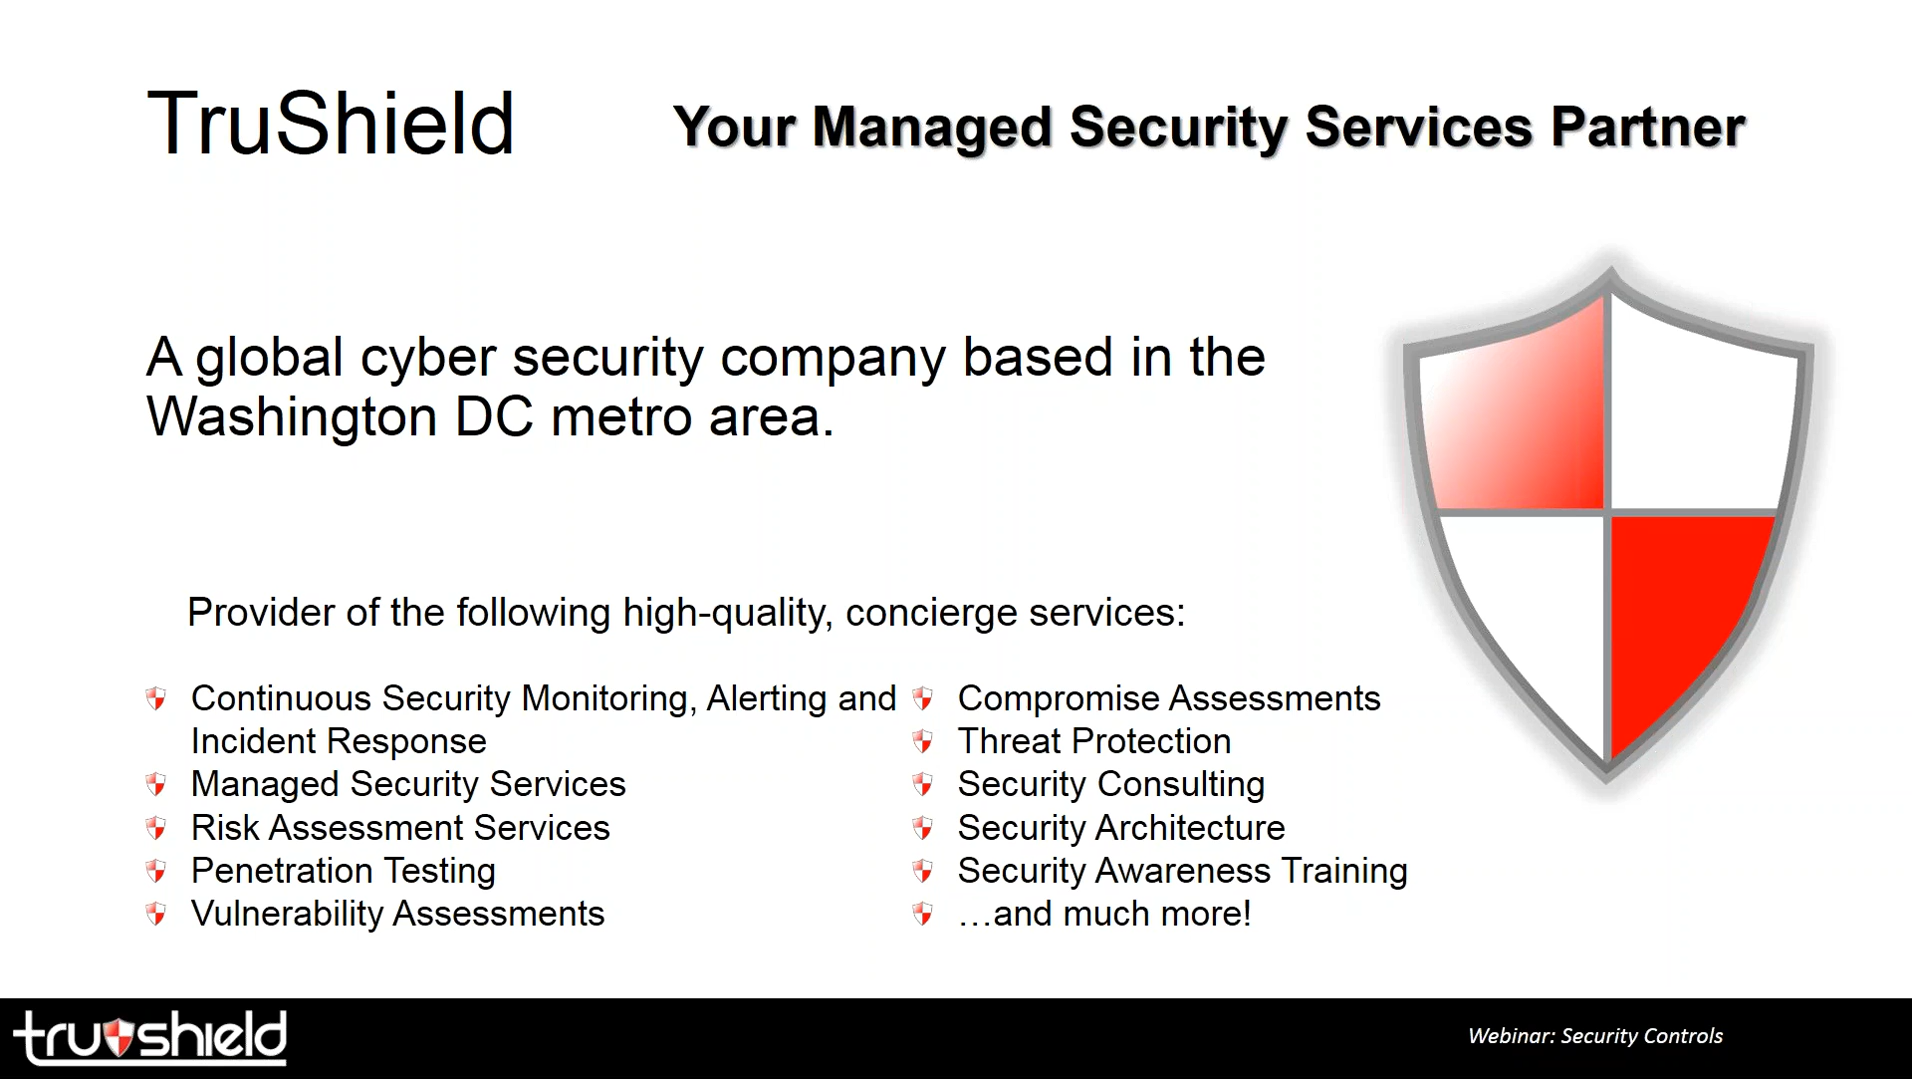 TruShield
Your Managed Security Services Partner
A global cyber security company based in the
Washington DC metro area.
Provider of the following high-quality, concierge services:
Continuous Security Monitoring, Alerting and
Incident Response
Managed Security Services
Risk Assessment Services
Penetration Testing
Vulnerability Assessments
Compromise Assessments
Threat Protection
Security Consulting
Security Architecture
Security Awareness Training
…and much more!
trushield
Webinar: Security Controls